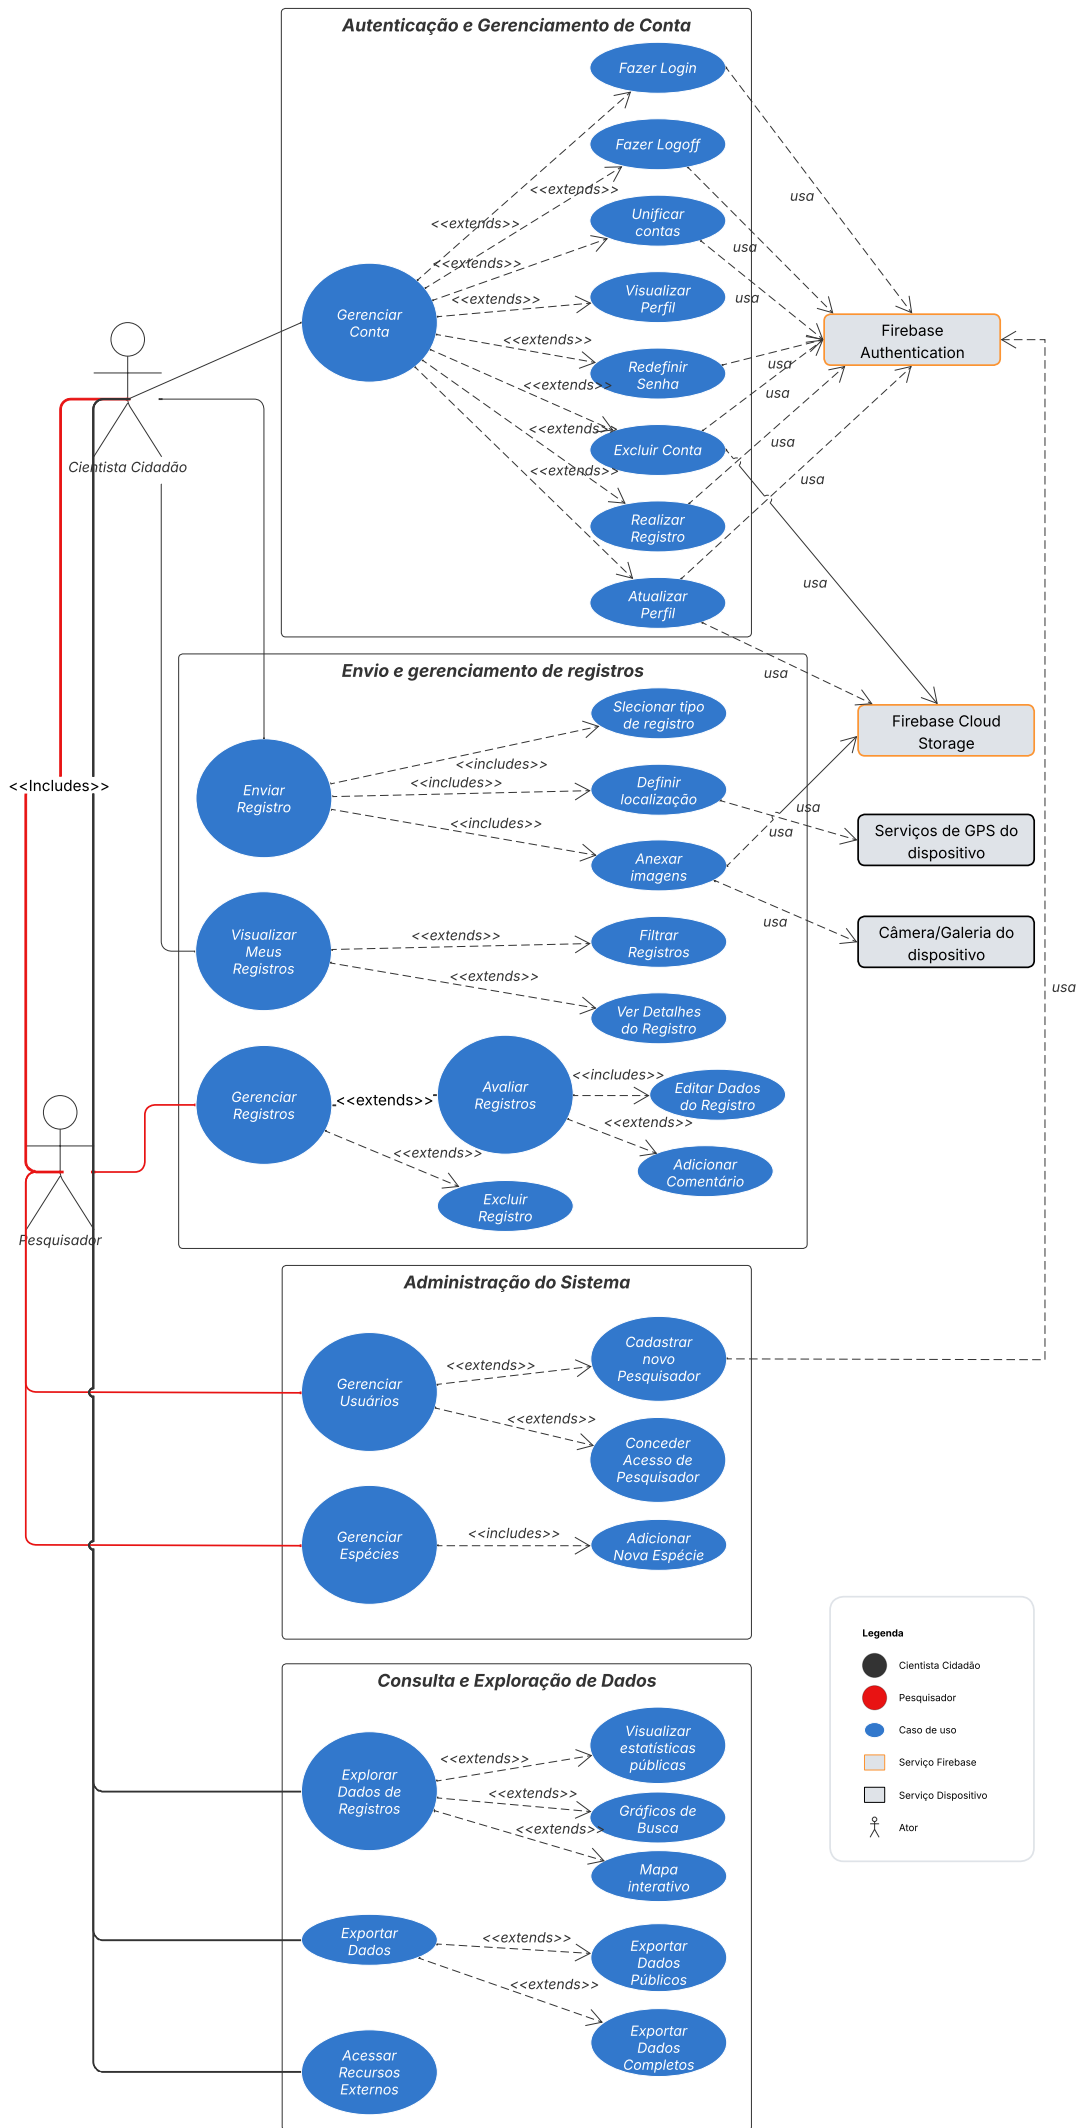 Autenticação e Gerenciamento de Conta
Fazer Login
Fazer Logoff
<<extends>>
usa
Unificar
contas
<<extends>>
usa
<<extends>>
Gerenciar
Conta
<<extends>>
Visualizar
Perfil
usa
Firebase
Authentication
<<extends>>
Redefinir
Senha
usa
<<extends>>
usa
<<extends>>
Excluir Conta
usa
<<extends>>
usa
Cientista Cidadão
Realizar
Registro
Atualizar
Perfil
usa
usa
Envio e gerenciamento de registros
Slecionar tipo
de registro
Firebase Cloud
Storage
<<includes>>
<<Includes>>
Enviar
Registro
<<includes>>
Definir
localização
usa
<<includes>>
usa
Serviços de GPS do
dispositivo
Anexar
imagens
usa
Câmera/Galeria do
dispositivo
Visualizar
Meus
Registros
<<extends>>
Filtrar
Registros
<<extends>>
usa
Ver Detalhes
do Registro
Gerenciar
Registros
<<extends>>
Avaliar
Registros
<<includes>>
Editar Dados
do Registro
<<extends>>
<<extends>>
Adicionar
Comentário
Excluir
Registro
Pesquisador
Administração do Sistema
Gerenciar
Usuários
<<extends>>
Cadastrar
novo
Pesquisador
<<extends>>
Conceder
Acesso de
Pesquisador
Gerenciar
Espécies
<<includes>>
Adicionar
Nova Espécie
Legenda
Cientista Cidadão
Pesquisador
Caso de uso
Serviço Firebase
Serviço Dispositivo
Ator
Consulta e Exploração de Dados
Explorar
Dados de
Registros
<<extends>>
Visualizar
estatísticas
públicas
<<extends>>
Gráficos de
Busca
<<extends>>
Mapa
interativo
Exportar
Dados
<<extends>>
Exportar
Dados
Públicos
<<extends>>
Exportar
Dados
Completos
Acessar
Recursos
Externos